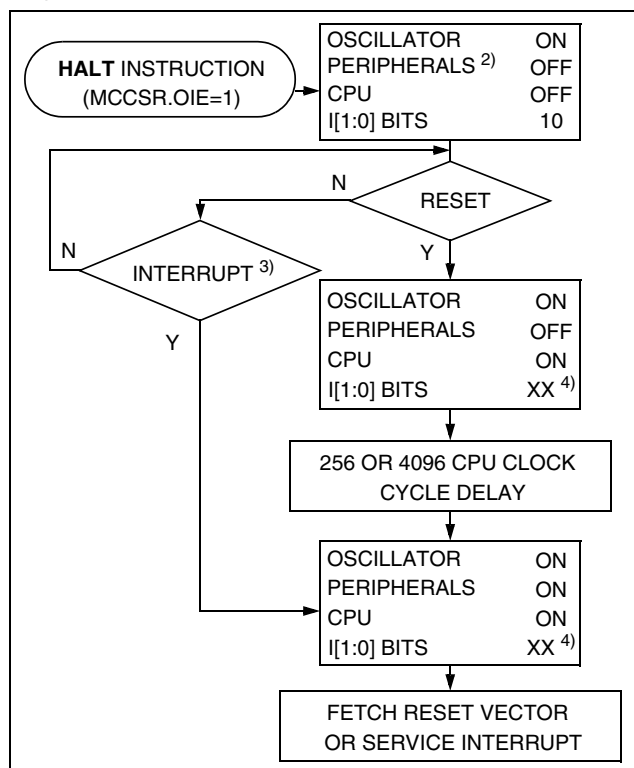 HALT INSTRUCTION
(MCCSR.OIE=1)
OSCILLATOR ON
PERIPHERALS 2) OFF
CPU OFF
I[1:0] BITS 10
RESET
N
Y
INTERRUPT 3)
N
Y
OSCILLATOR ON
PERIPHERALS OFF
CPU ON
I[1:0] BITS XX 4)
256 OR 4096 CPU CLOCK
CYCLE DELAY
OSCILLATOR ON
PERIPHERALS ON
CPU ON
I[1:0] BITS XX 4)
FETCH RESET VECTOR
OR SERVICE INTERRUPT